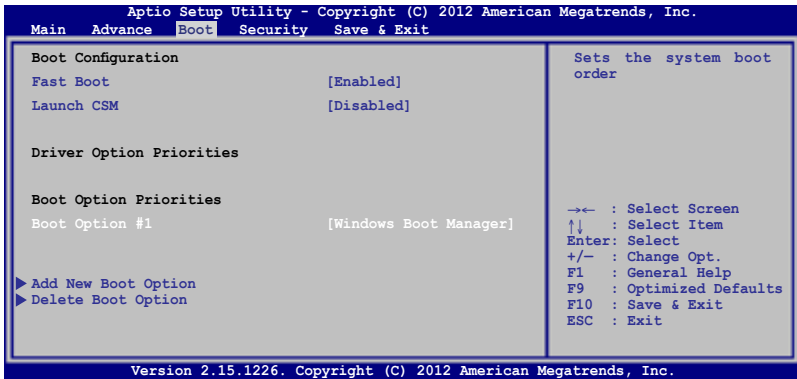 Aptio Setup Utility - Copyright (C) 2012 American Megatrends, Inc.
Main Advance Boot Security Save & Exit
Boot Configuration
Fast Boot [Enabled]
Launch CSM [Disabled]
Driver Option Priorities
Boot Option Priorities
Boot Option #1 [Windows Boot Manager]
Add New Boot Option
Delete Boot Option
Sets the system boot
order
→← : Select Screen
↑↓ : Select Item
Enter: Select
+/— : Change Opt.
F1 : General Help
F9 : Optimized Defaults
F10 : Save & Exit
ESC : Exit
Version 2.15.1226. Copyright (C) 2012 American Megatrends, Inc.